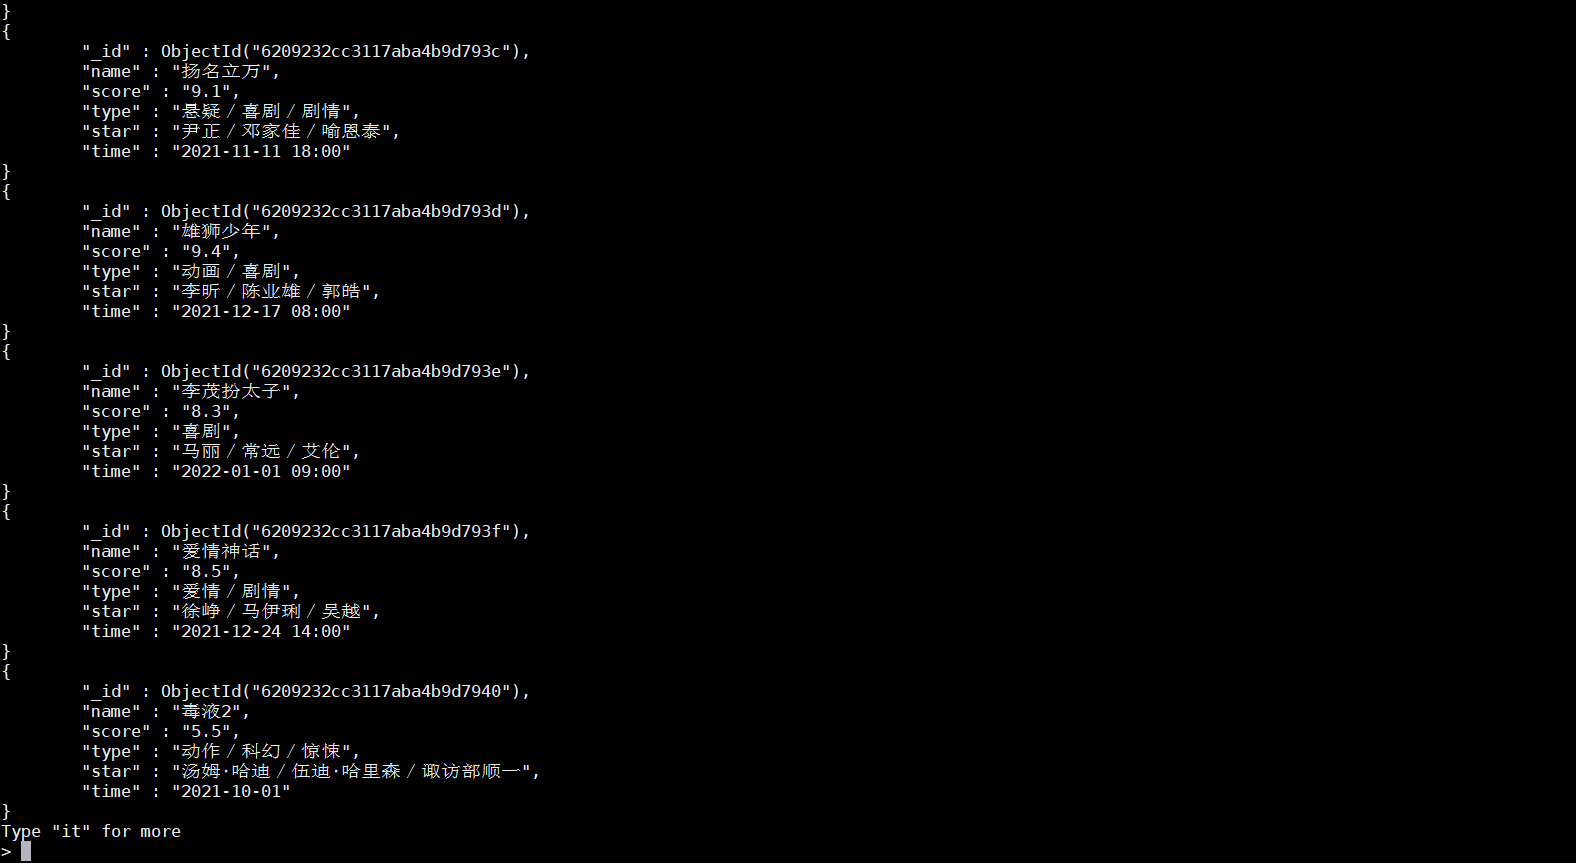 }
{
        "_id" : ObjectId("6209232cc3117aba4b9d793c"),
        "name" : "扬名立万",
        "score" : "9.1",
        "type" : "悬疑／喜剧／剧情",
        "star" : "尹正／邓家佳／喻恩泰",
        "time" : "2021-11-11 18:00"
}
{
        "_id" : ObjectId("6209232cc3117aba4b9d793d"),
        "name" : "雄狮少年",
        "score" : "9.4",
        "type" : "动画／喜剧",
        "star" : "李昕／陈业雄／郭皓",
        "time" : "2021-12-17 08:00"
}
{
        "_id" : ObjectId("6209232cc3117aba4b9d793e"),
        "name" : "李茂扮太子",
        "score" : "8.3",
        "type" : "喜剧",
        "star" : "马丽／常远／艾伦",
        "time" : "2022-01-01 09:00"
}
{
        "_id" : ObjectId("6209232cc3117aba4b9d793f"),
        "name" : "爱情神话",
        "score" : "8.5",
        "type" : "爱情／剧情",
        "star" : "徐峥／马伊琍／吴越",
        "time" : "2021-12-24 14:00"
}
{
        "_id" : ObjectId("6209232cc3117aba4b9d7940"),
        "name" : "毒液2",
        "score" : "5.5",
        "type" : "动作／科幻／惊悚",
        "star" : "汤姆·哈迪／伍迪·哈里森／诹访部顺一",
        "time" : "2021-10-01"
}
Type "it" for more
>